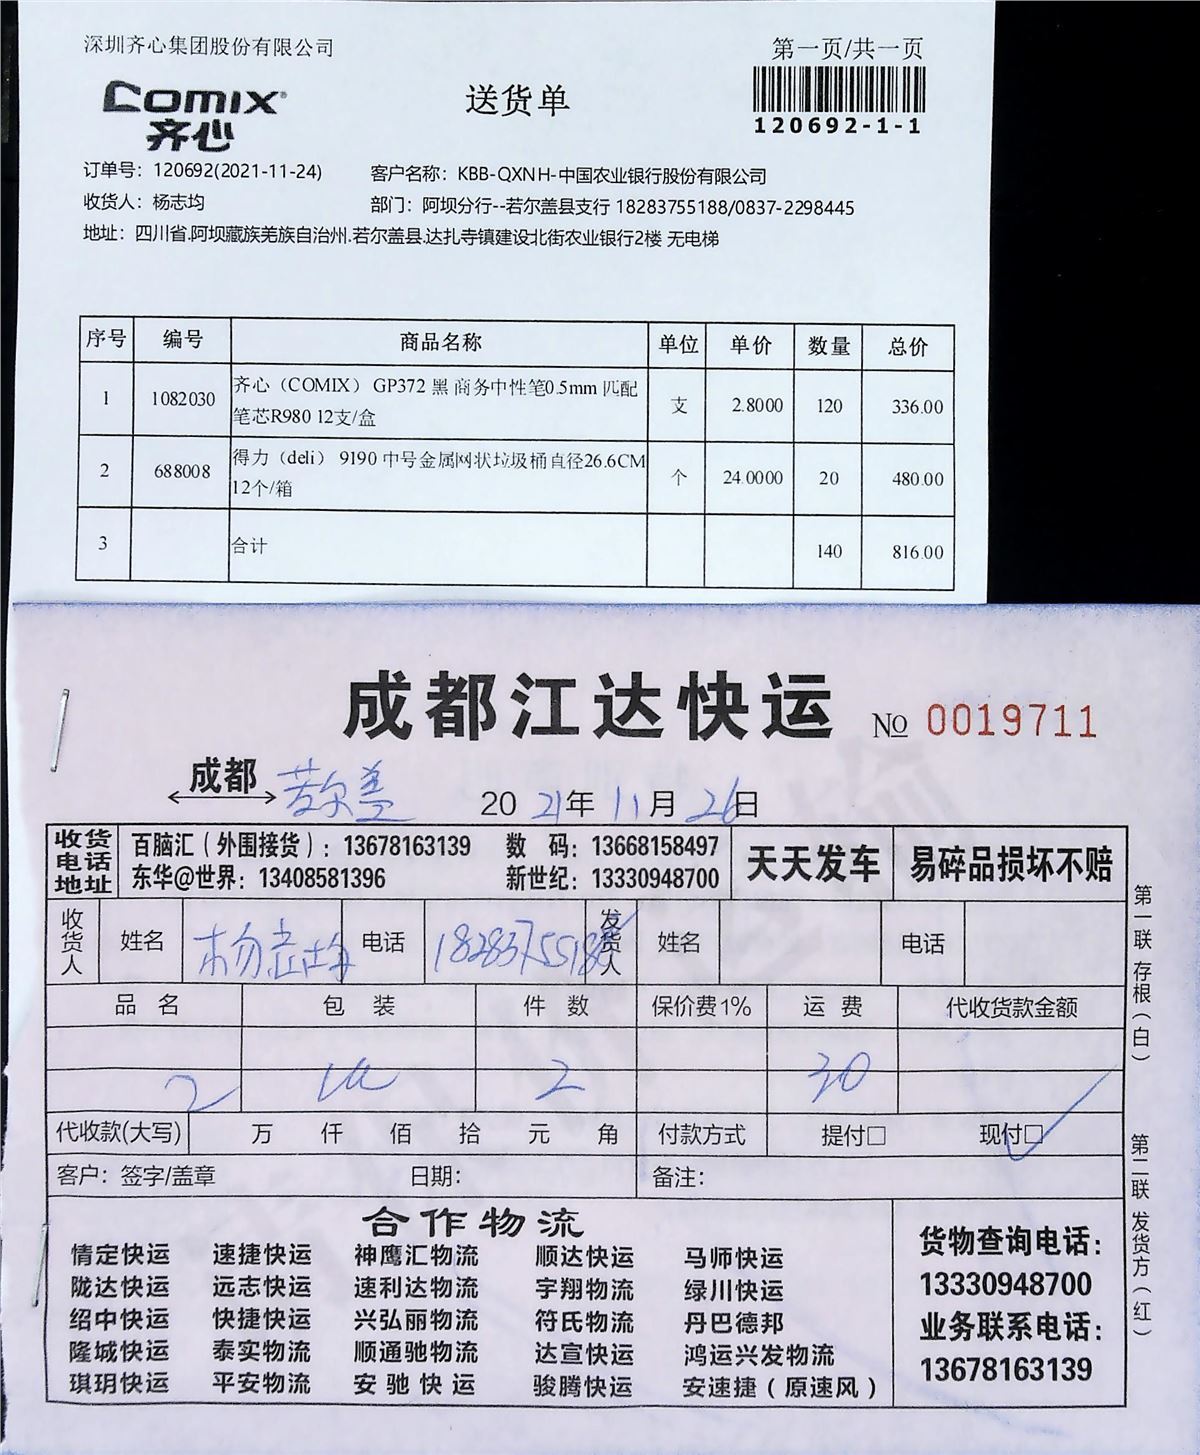 深圳齐心集团股份有限公司
第一页/共一页
COMIX®
齐心
送货单
120692-1-1
订单号：120692(2021-11-24)
客户名称：KBB-QXNH-中国农业银行股份有限公司
收货人：杨志均
部门：阿坝分行--若尔盖县支行 18283755188/0837-2298445
地址：四川省.阿坝藏族羌族自治州.若尔盖县.达扎寺镇建设北街农业银行2楼 无电梯
序号 编号 商品名称 单位 单价 数量 总价
1 1082030 齐心（COMIX） GP372 黑 商务中性笔0.5mm 匹配 支 2.8000 120 336.00
笔芯R980 12支/盒
2 688008 得力（deli） 9190 中号金属网状垃圾桶直径26.6CM 个 24.0000 20 480.00
12个/箱
3 合计 140 816.00
成都江达快运
№ 0019711
成都 若尔盖 2021年11月26日
收货电话地址
百脑汇（外围接货）：13678163139 数 码：13668158497
东华@世界：13408581396 新世纪：13330948700
天天发车 易碎品损坏不赔
收货人 姓名 杨志均 电话 18283755188 发货人 姓名 电话
品 名 包 装 件 数 保价费1% 运 费 代收货款金额
2 2 30
代收款(大写) 万 仟 佰 拾 元 角 付款方式 提付□ 现付□
客户：签字/盖章 日期： 备注：
合作物流
情定快运 速捷快运 神鹰汇物流 顺达快运 马师快运
陇达快运 远志快运 速利达物流 宇翔物流 绿川快运
绍中快运 快捷快运 兴弘丽物流 符氏物流 丹巴德邦
隆城快运 泰实物流 顺通驰物流 达宣快运 鸿运兴发物流
琪玥快运 平安物流 安驰快运 骏腾快运 安速捷（原速风）
货物查询电话：
13330948700
业务联系电话：
13678163139
第一联 存根（白）
第二联 发货方（红）